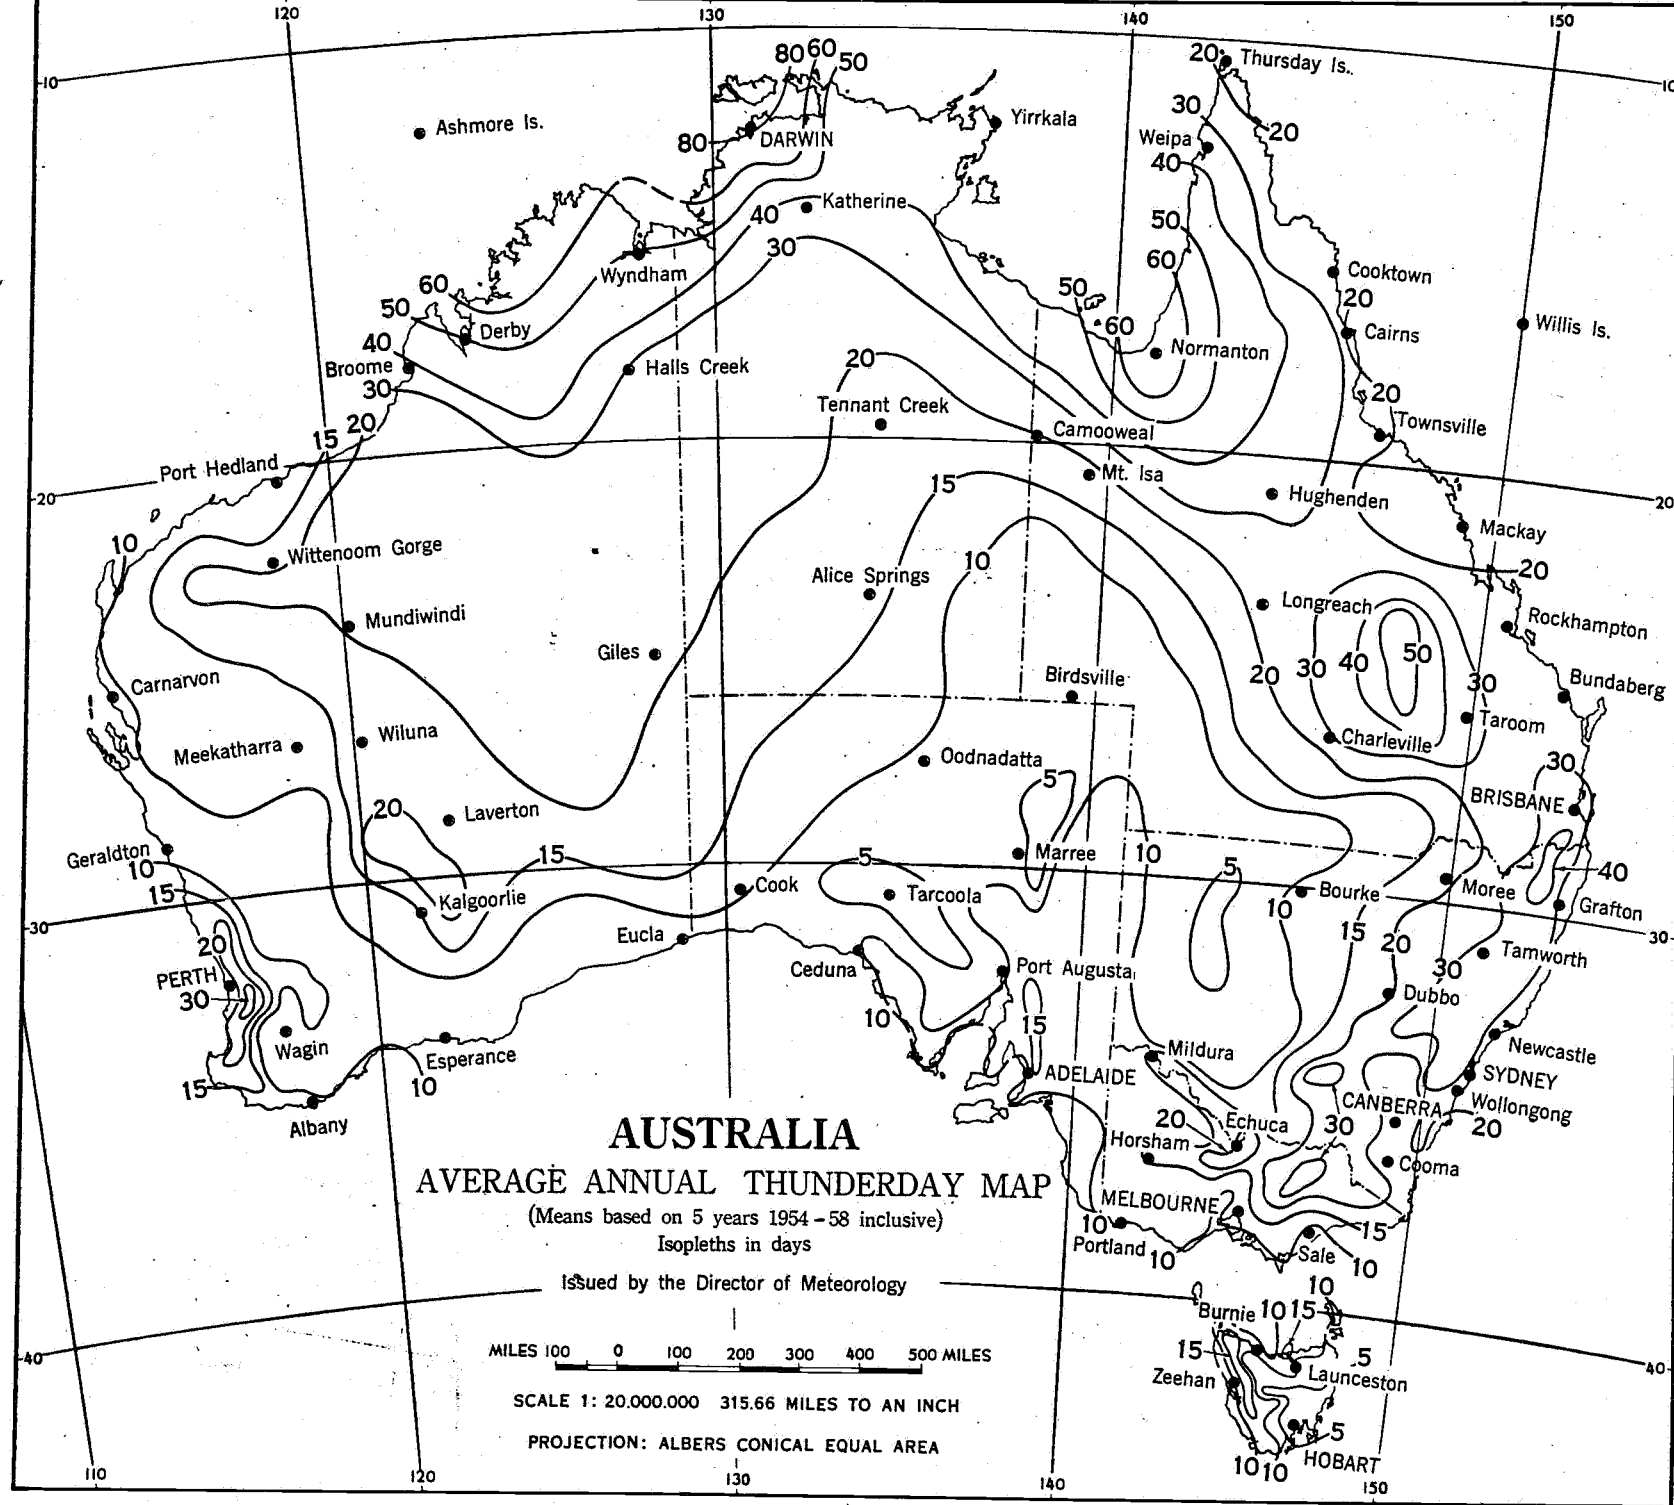 120 130 140 150
80 60 50
20 Thursday Is.
10 10
Ashmore Is.
30
Yirrkala
20
80 DARWIN
Weipa
40
Katherine
40
50
30
60
Wyndham
Cooktown
60
50
20
50
60
Willis Is.
Derby
Cairns
40
Normanton
Broome
Halls Creek
20
30
20
Tennant Creek
15 20
Camooweal
Townsville
Port Hedland
Mt. Isa
15
Hughenden
20 20
Mackay
10
Wittenoom Gorge
10
20
Alice Springs
Longreach
Mundiwindi
Rockhampton
Giles
20 30 40 50
Carnarvon
Birdsville
30
Bundaberg
Taroom
Wiluna
Meekatharra
Charleville
Oodnadatta
30
5
BRISBANE
20
Laverton
Geraldton
10
15
5
Marree
10
5
40
15
Cook
Tarcoola
Bourke
Moree
Kalgoorlie
10
Grafton
30
20
Eucla
15 20
30
Tamworth
30
PERTH
Ceduna
Port Augusta
30
Dubbo
10
15
Wagin
Esperance
Mildura
Newcastle
15
10
ADELAIDE
SYDNEY
CANBERRA
Wollongong
Albany
20
Echuca
30
20
AUSTRALIA
Horsham
Cooma
AVERAGE ANNUAL THUNDERDAY MAP
MELBOURNE
(Means based on 5 years 1954-58 inclusive)
10
15
Isopleths in days
Portland
10
Sale
10
Issued by the Director of Meteorology
10
Burnie 10 15
MILES 100 0 100 200 300 400 500 MILES
15
5
40 40
Zeehan
Launceston
SCALE 1: 20.000.000 315.66 MILES TO AN INCH
5
PROJECTION: ALBERS CONICAL EQUAL AREA
10 10
HOBART
110 120 130 140 150